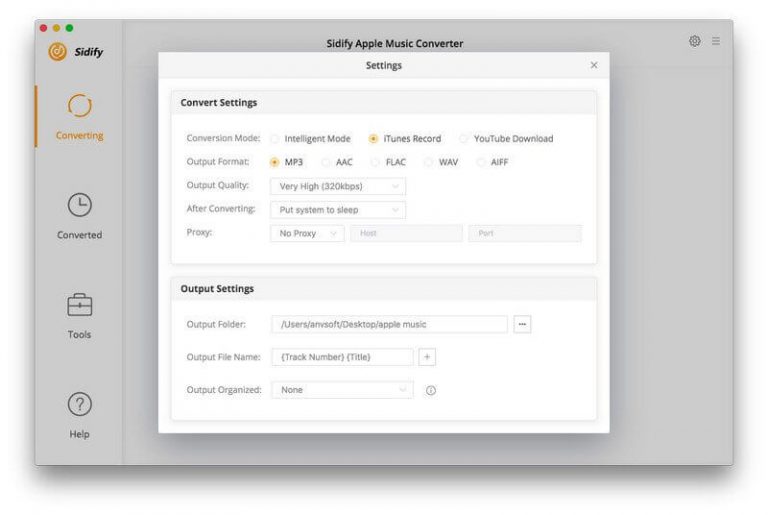 Sidify
Sidify Apple Music Converter
Converting
Converted
Tools
Help
Settings
Convert Settings
Conversion Mode: Intelligent Mode iTunes Record YouTube Download
Output Format: MP3 AAC FLAC WAV AIFF
Output Quality: Very High (320kbps)
After Converting: Put system to sleep
Proxy: No Proxy Host Port
Output Settings
Output Folder: /Users/anvsoft/Desktop/apple music ...
Output File Name: {Track Number} {Title} +
Output Organized: None